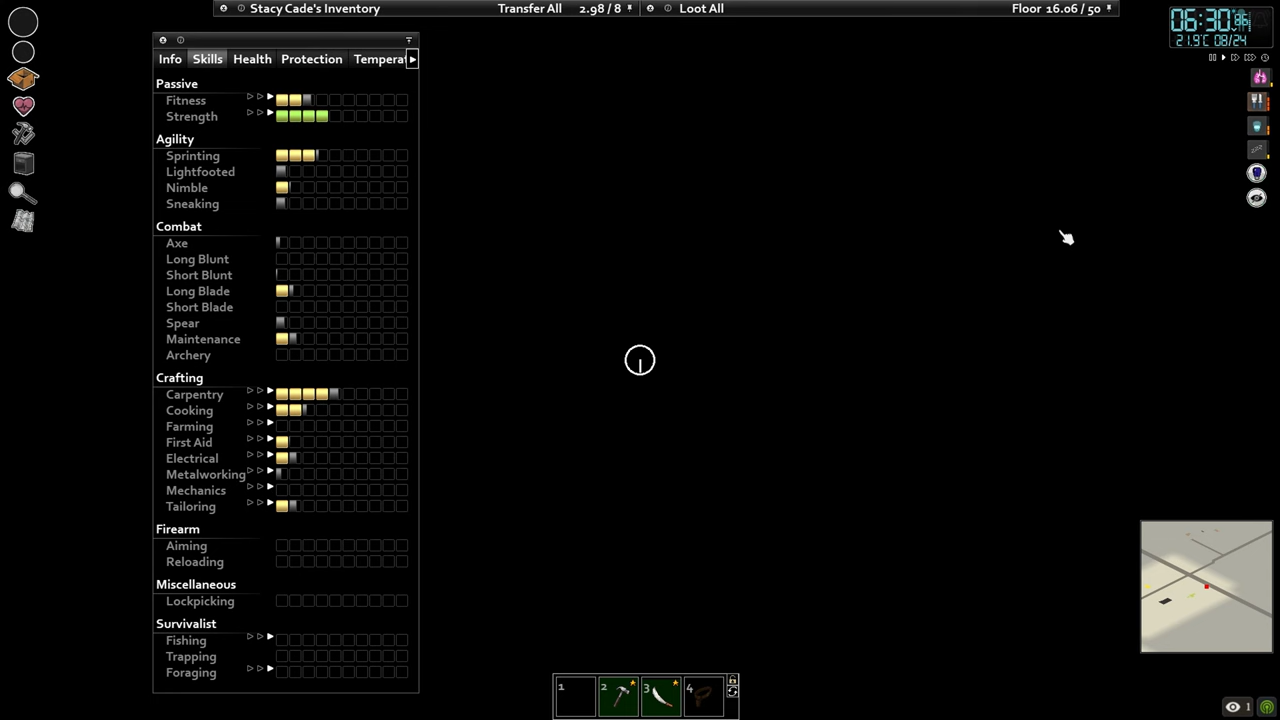 Stacy Cade's Inventory Transfer All 2.98 / 8 Loot All Floor 16.06 / 50
06:30
21.9°C 08/24
Info Skills Health Protection Temperat
Passive
Fitness
Strength
Agility
Sprinting
Lightfooted
Nimble
Sneaking
Combat
Axe
Long Blunt
Short Blunt
Long Blade
Short Blade
Spear
Maintenance
Archery
Crafting
Carpentry
Cooking
Farming
First Aid
Electrical
Metalworking
Mechanics
Tailoring
Firearm
Aiming
Reloading
Miscellaneous
Lockpicking
Survivalist
Fishing
Trapping
Foraging
1 2 3 4
1